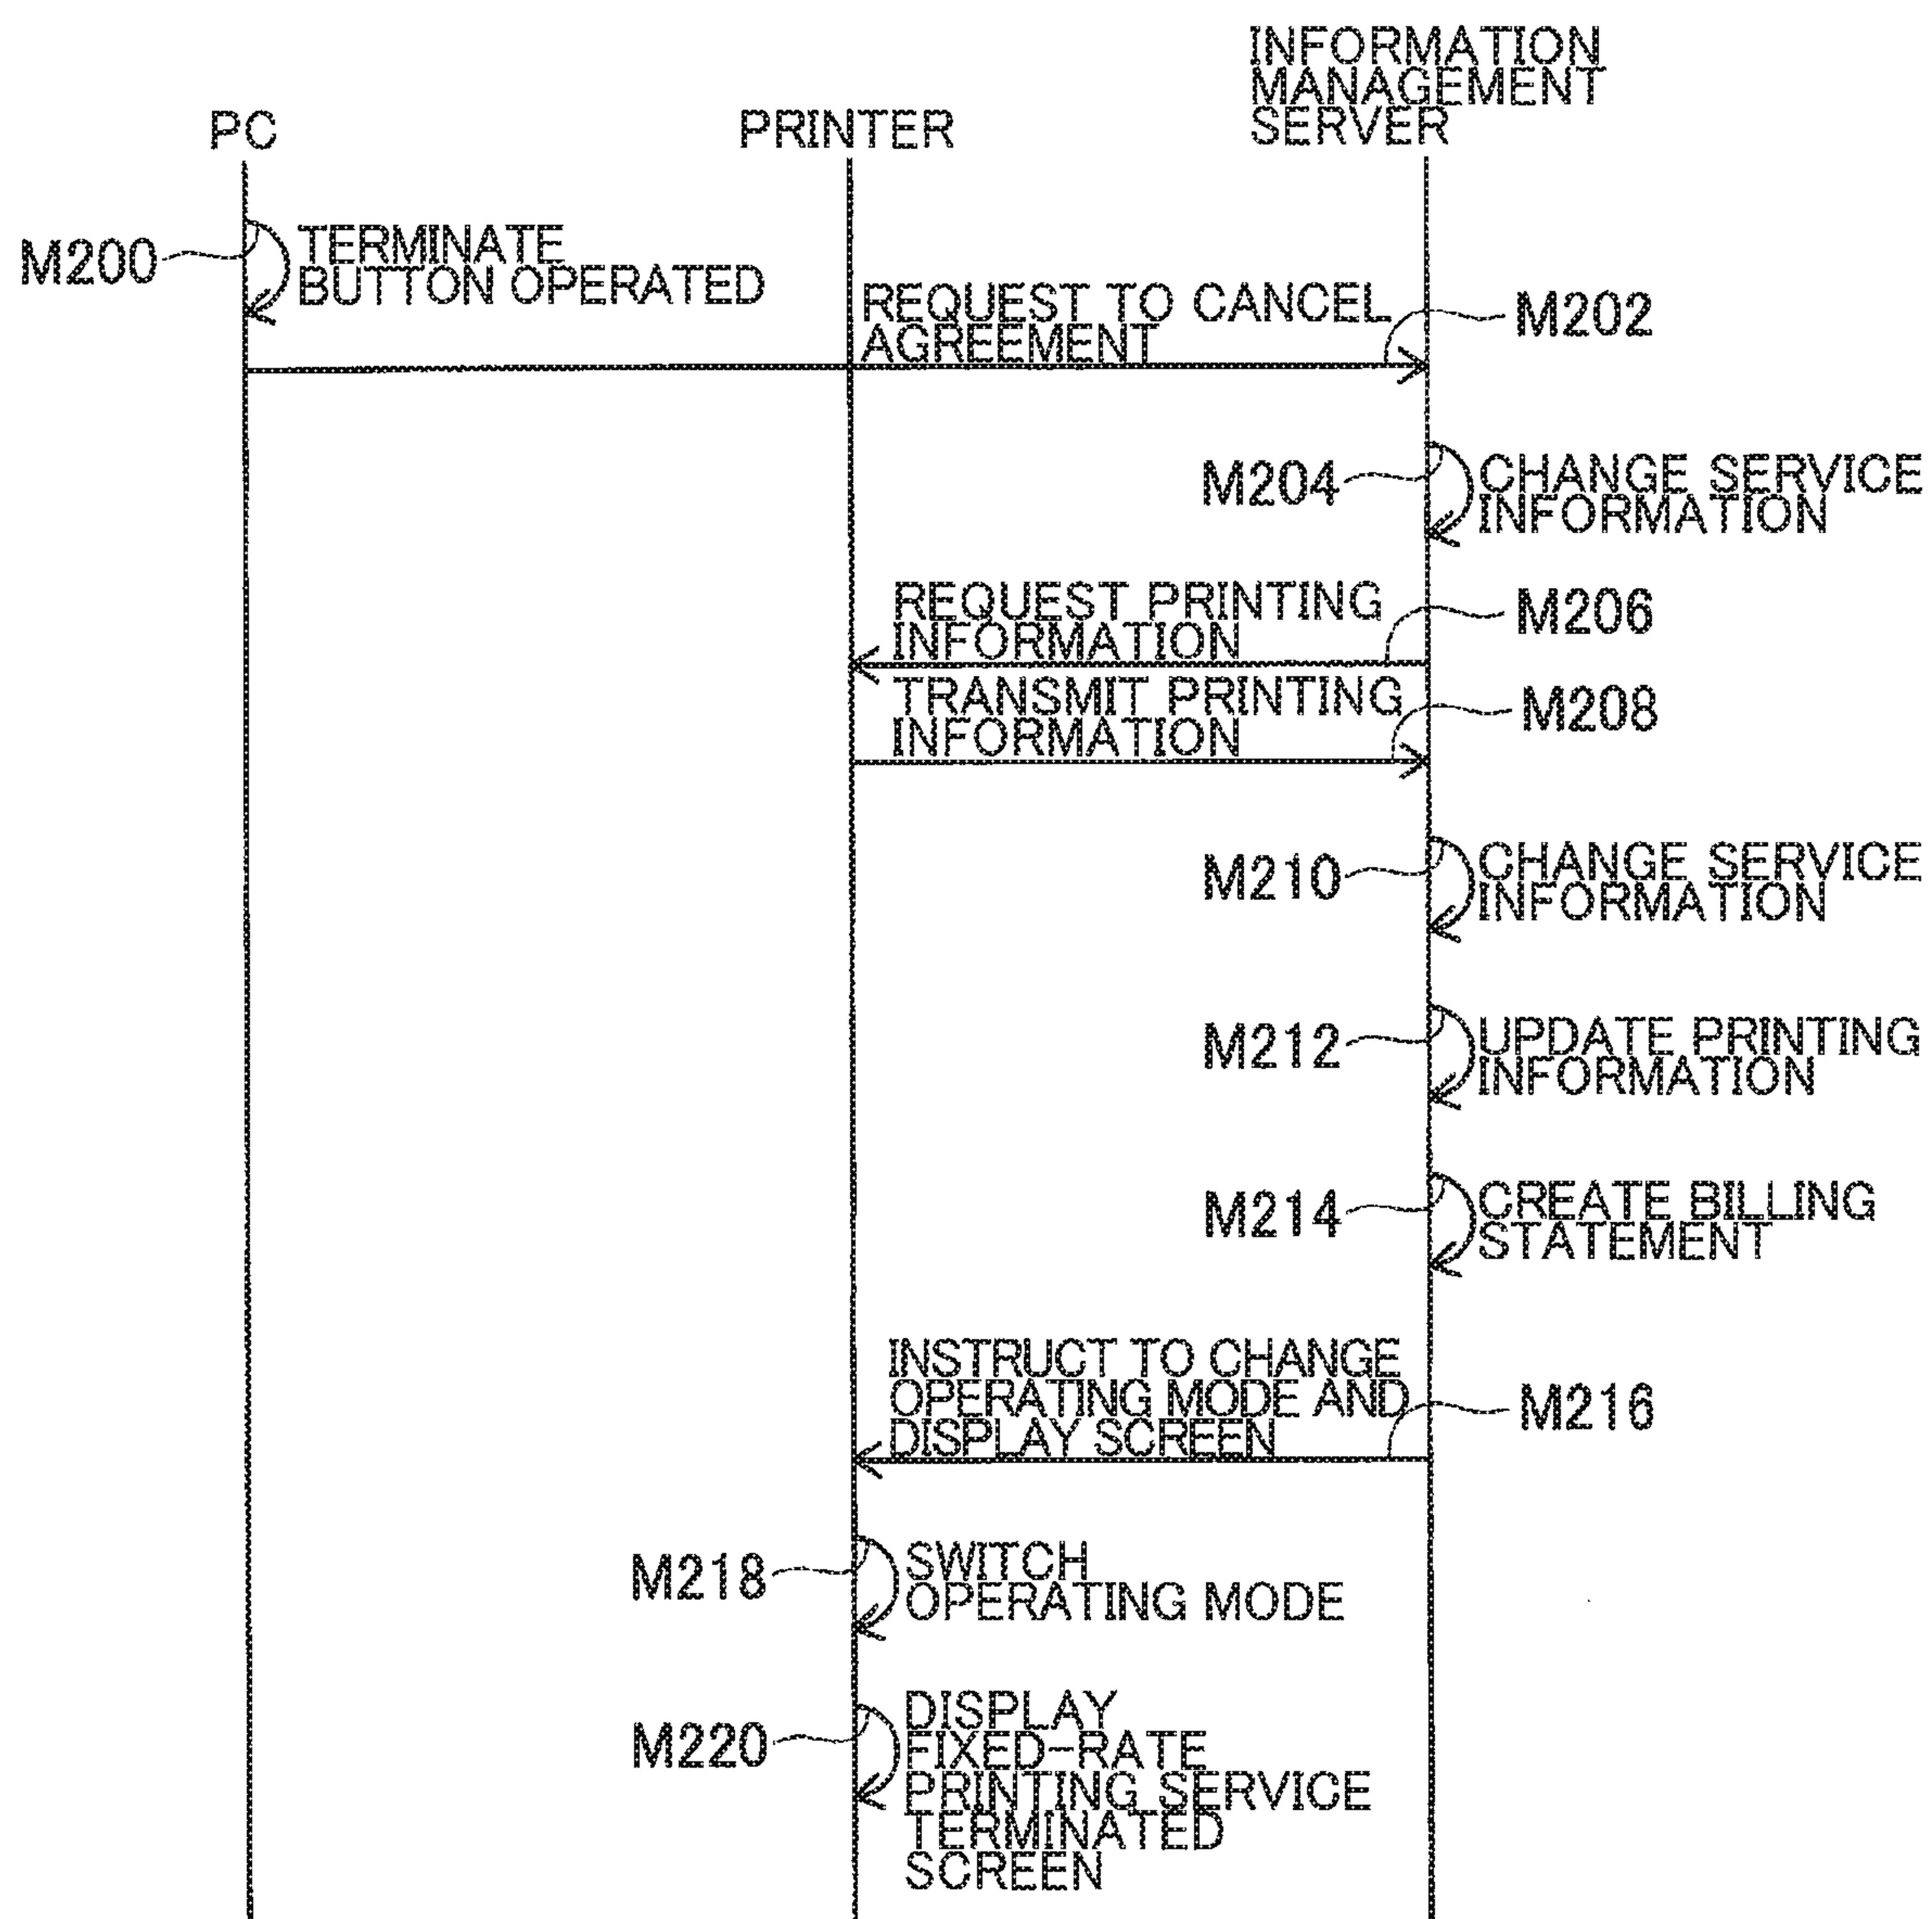 INFORMATION
MANAGEMENT
SERVER
PC
PRINTER
M200
TERMINATE
BUTTON OPERATED
REQUEST TO CANCEL
AGREEMENT
M202
M204
CHANGE SERVICE
INFORMATION
REQUEST PRINTING
INFORMATION
M206
TRANSMIT PRINTING
INFORMATION
M208
M210
CHANGE SERVICE
INFORMATION
M212
UPDATE PRINTING
INFORMATION
M214
CREATE BILLING
STATEMENT
INSTRUCT TO CHANGE
OPERATING MODE AND
DISPLAY SCREEN
M216
M218
SWITCH
OPERATING MODE
M220
DISPLAY
FIXED-RATE
PRINTING SERVICE
TERMINATED
SCREEN